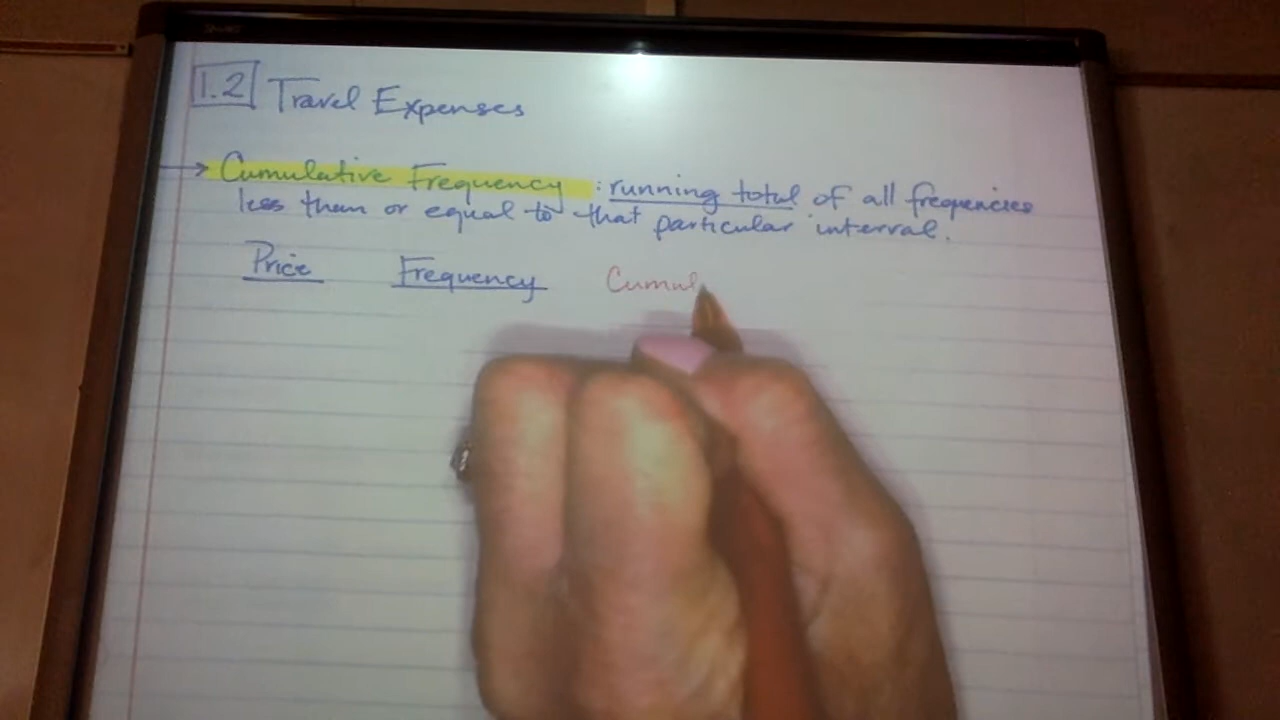 1.2 Travel Expenses
→ Cumulative Frequency : running total of all frequencies
less than or equal to that particular interval.
Price Frequency Cumul